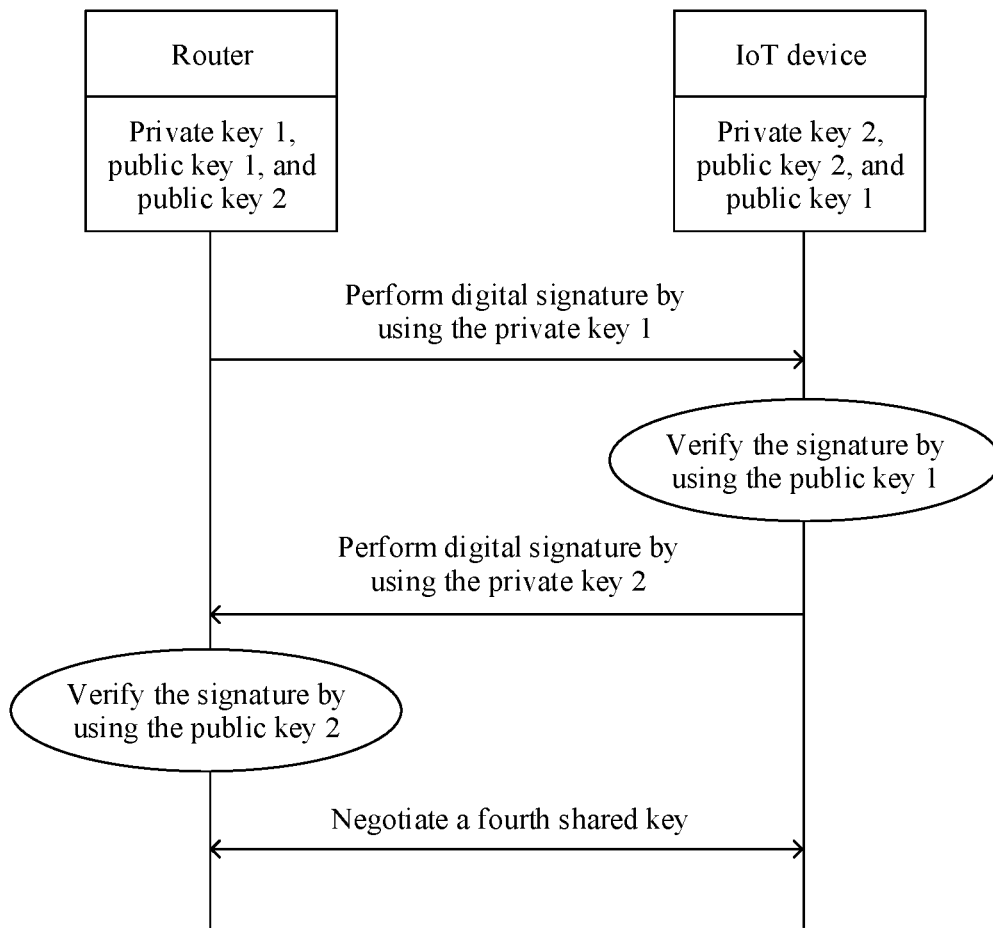 Router
IoT device
Private key 1,
public key 1, and
public key 2
Private key 2,
public key 2, and
public key 1
Perform digital signature by
using the private key 1
Verify the signature by
using the public key 1
Perform digital signature by
using the private key 2
Verify the signature by
using the public key 2
Negotiate a fourth shared key